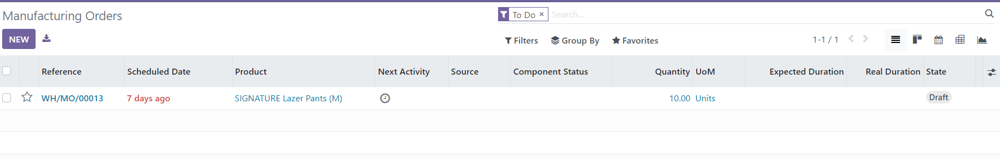 Manufacturing Orders
To Do ×
Search...
NEW
Filters
Group By
Favorites
1-1 / 1
Reference Scheduled Date Product Next Activity Source Component Status Quantity UoM Expected Duration Real Duration State
WH/MO/00013 7 days ago SIGNATURE Lazer Pants (M) 10.00 Units Draft